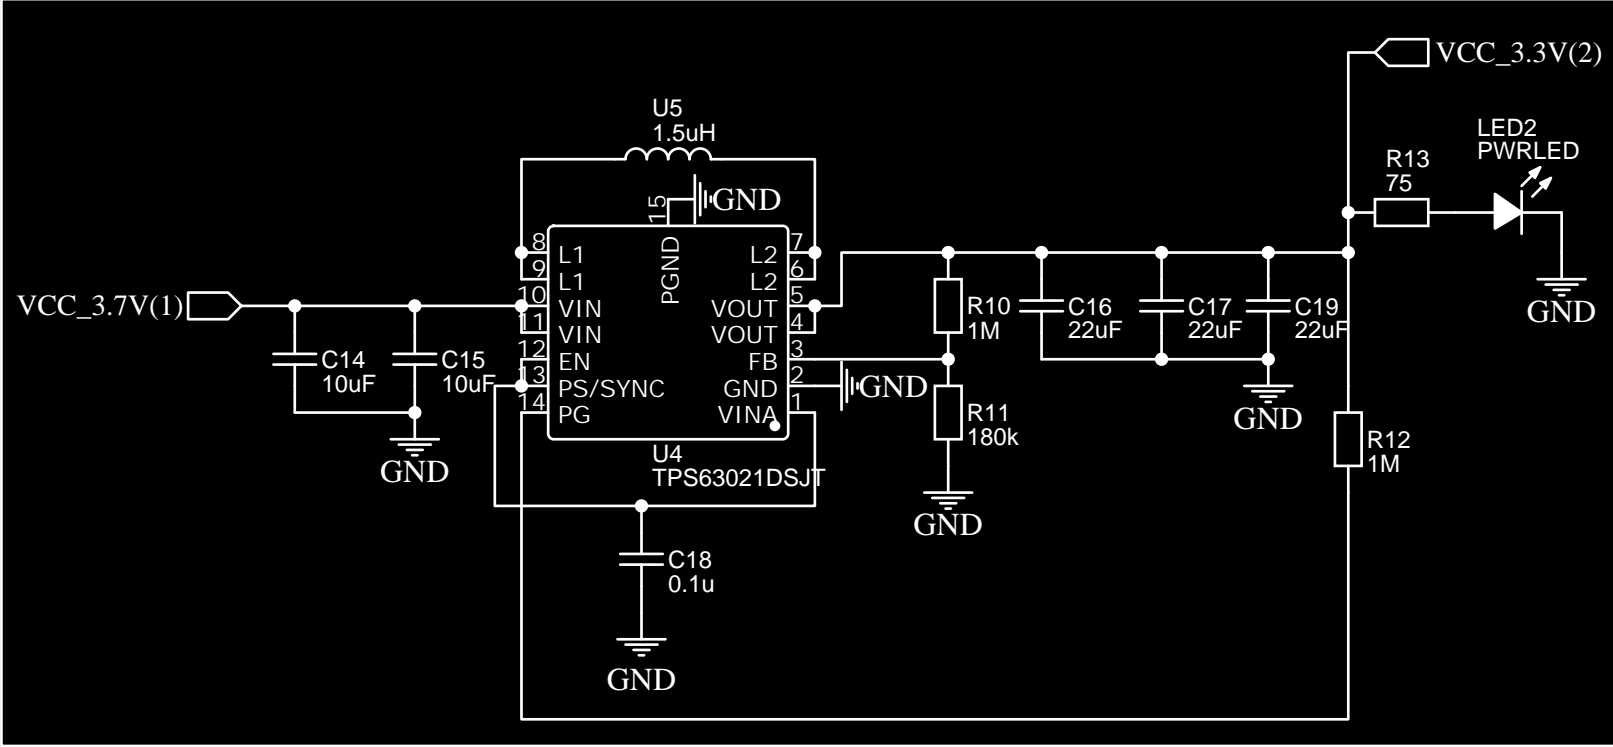 VCC_3.3V(2)
U5
1.5uH
LED2
PWRLED
R13
75
15
GND
PGND
8
L1
9
L1
10
VIN
11
VIN
12
EN
13
PS/SYNC
14
PG
7
L2
6
L2
5
VOUT
4
VOUT
3
FB
2
GND
1
VINA
VCC_3.7V(1)
C14
10uF
C15
10uF
GND
U4
TPS63021DSJT
GND
R10
1M
R11
180k
GND
C16
22uF
C17
22uF
C19
22uF
GND
GND
R12
1M
C18
0.1u
GND